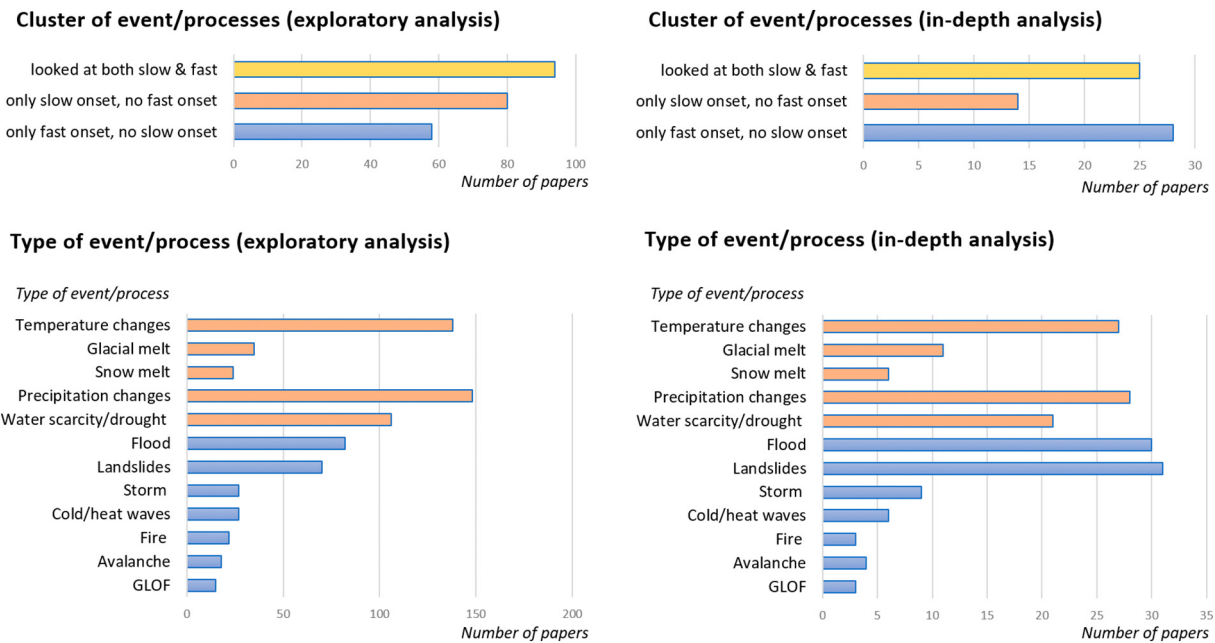 Cluster of event/processes (exploratory analysis)
looked at both slow & fast
only slow onset, no fast onset
only fast onset, no slow onset
0 20 40 60 80 100
Number of papers
Cluster of event/processes (in-depth analysis)
looked at both slow & fast
only slow onset, no fast onset
only fast onset, no slow onset
0 5 10 15 20 25 30
Number of papers
Type of event/process (exploratory analysis)
Type of event/process
Temperature changes
Glacial melt
Snow melt
Precipitation changes
Water scarcity/drought
Flood
Landslides
Storm
Cold/heat waves
Fire
Avalanche
GLOF
0 50 100 150 200
Number of papers
Type of event/process (in-depth analysis)
Type of event/process
Temperature changes
Glacial melt
Snow melt
Precipitation changes
Water scarcity/drought
Flood
Landslides
Storm
Cold/heat waves
Fire
Avalanche
GLOF
0 5 10 15 20 25 30 35
Number of papers